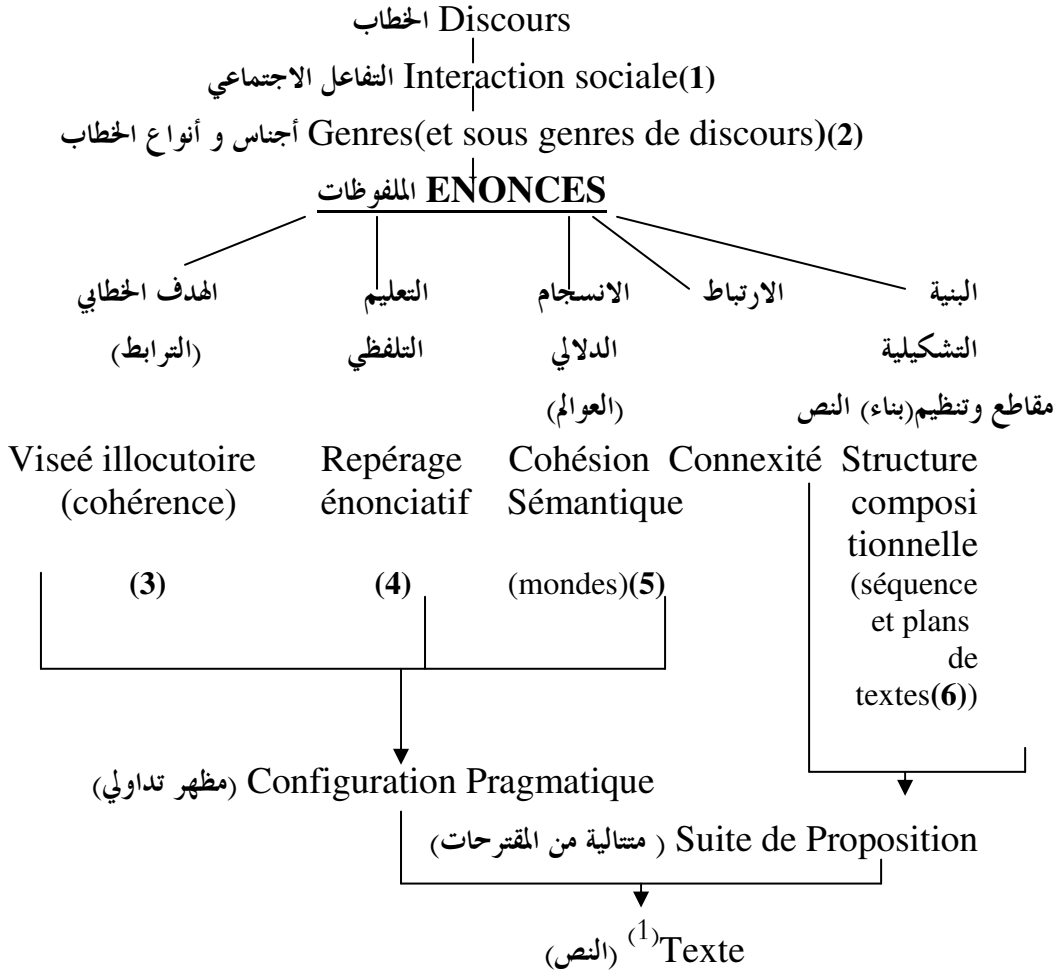 الخطاب Discours
التفاعل الاجتماعي Interaction sociale(1)
أجناس و أنواع الخطاب Genres(et sous genres de discours)(2)
الملفوظات ENONCES
البنية الارتباط الانسجام التعليم الهدف الخطابي
التشكيلية الدلالي التلفظي (الترابط)
مقاطع وتنظيم(بناء) النص (العوالم)
Viseé illocutoire Repérage Cohésion Connexité Structure
(cohérence) énonciatif Sémantique composi
tionnelle
(3) (4) (mondes)(5) (séquence
et plans
de
textes(6))
(مظهر تداولي) Configuration Pragmatique
( متتالية من المقترحات) Suite de Proposition
(النص) (1)Texte